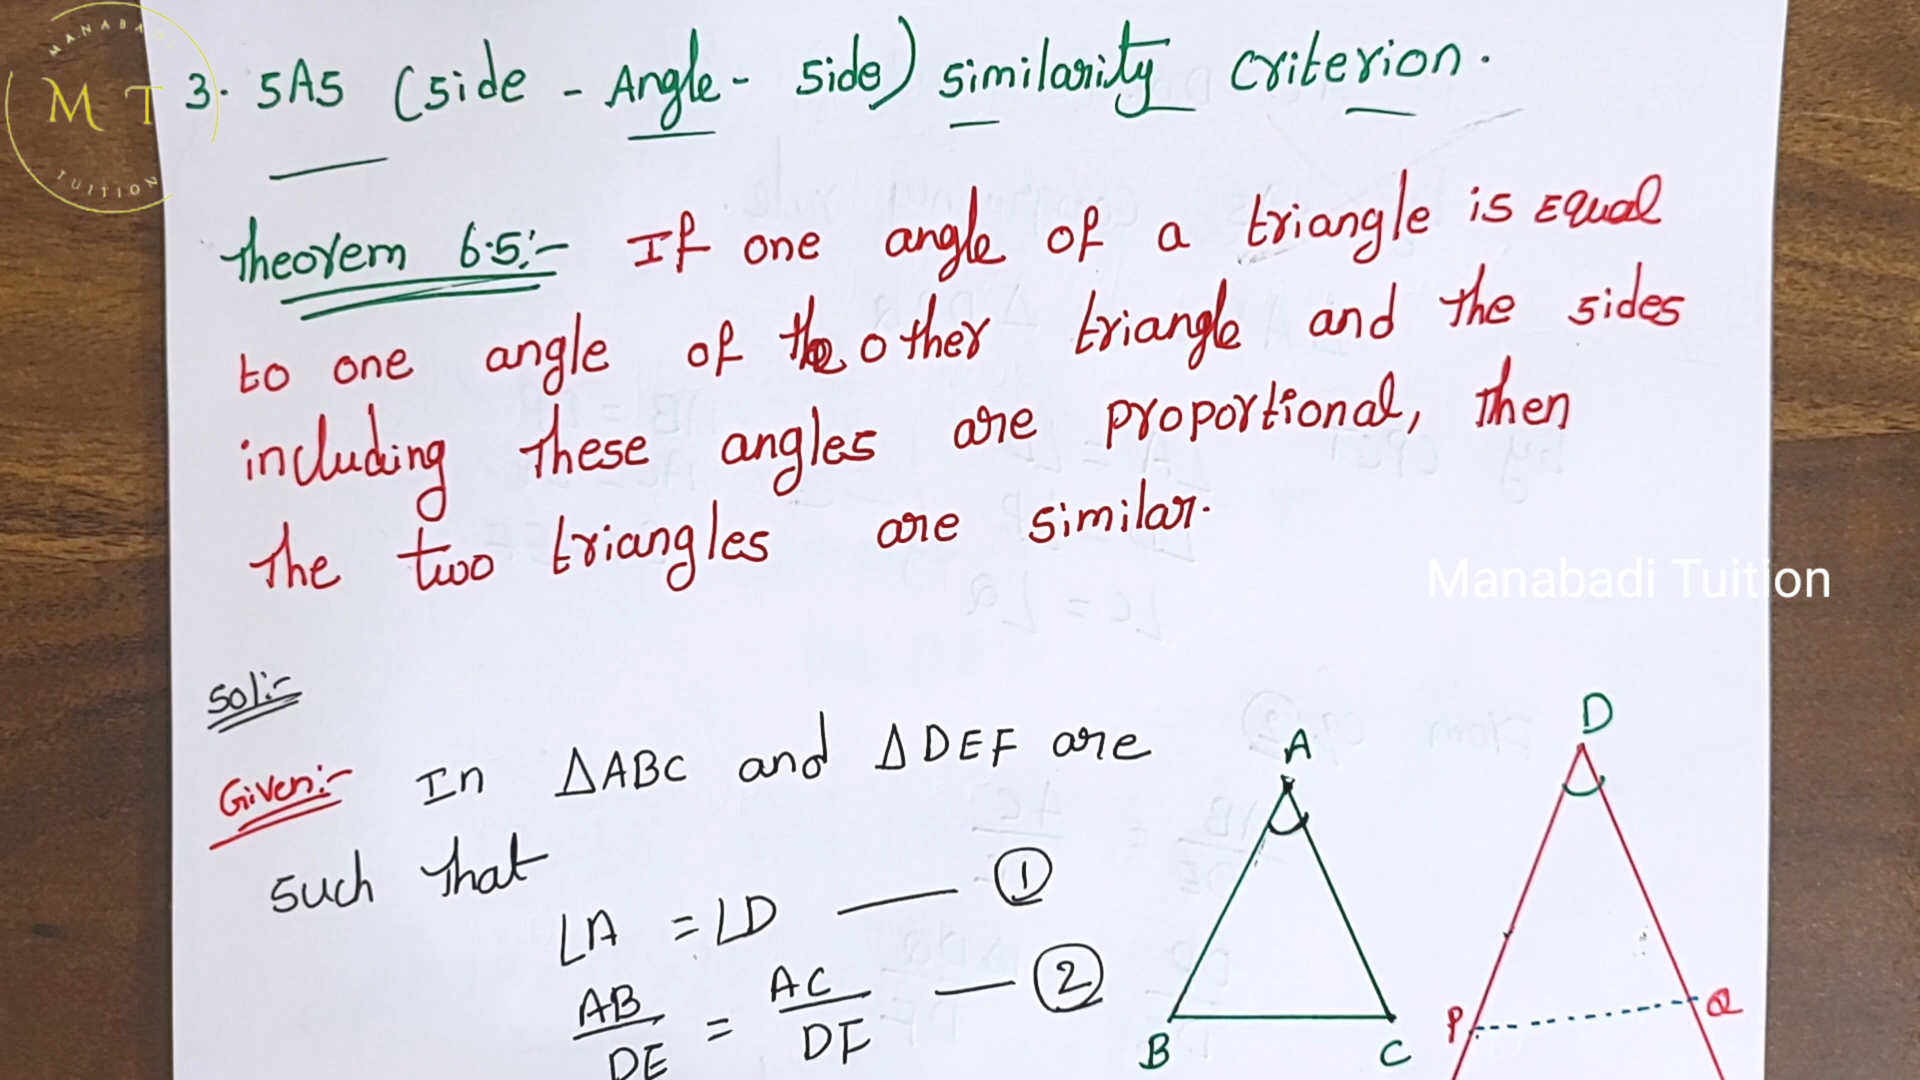 MANABADI
M T
TUITION
3. SAS (Side - Angle - Side) similarity criterion.
Theorem 6.5:- If one angle of a triangle is Equal
to one angle of the other triangle and the sides
including these angles are proportional, then
the two triangles are similar.
Manabadi Tuition
Sol:-
Given:- In ΔABC and ΔDEF are
such that
∠A = ∠D —— ①
AB/DE = AC/DF —— ②
A
B
C
D
P
Q